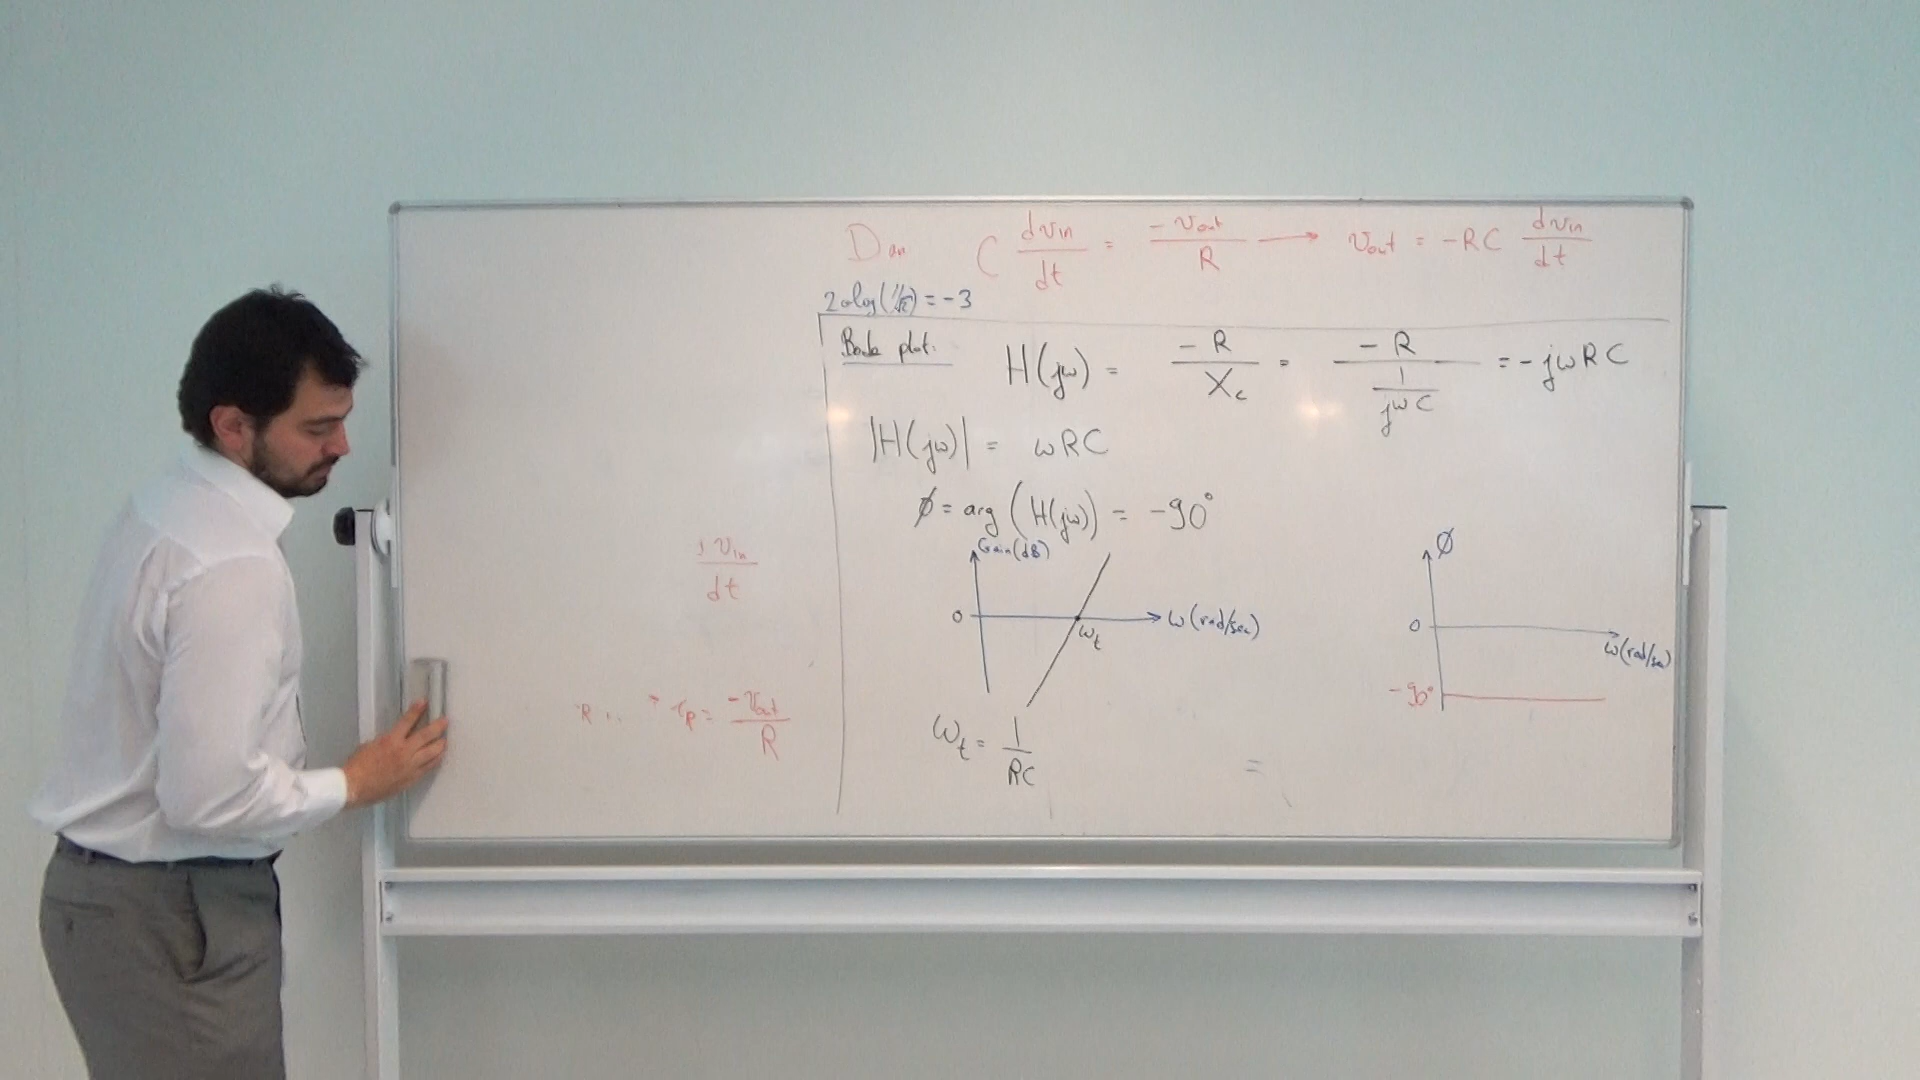 Dan C dvin/dt = -vout/R → vout = -RC dvin/dt
20log(1/√2) = -3
Bode plot:
H(jω) = -R/Xc = -R/(1/jωC) = -jωRC
|H(jω)| = ωRC
ø = arg(H(jω)) = -90°
Gain(dB)
0
ωt
ω(rad/sec)
ωt = 1/RC
ø
0
ω(rad/sec)
-90°
vin/dt
R
= -vout/R
=